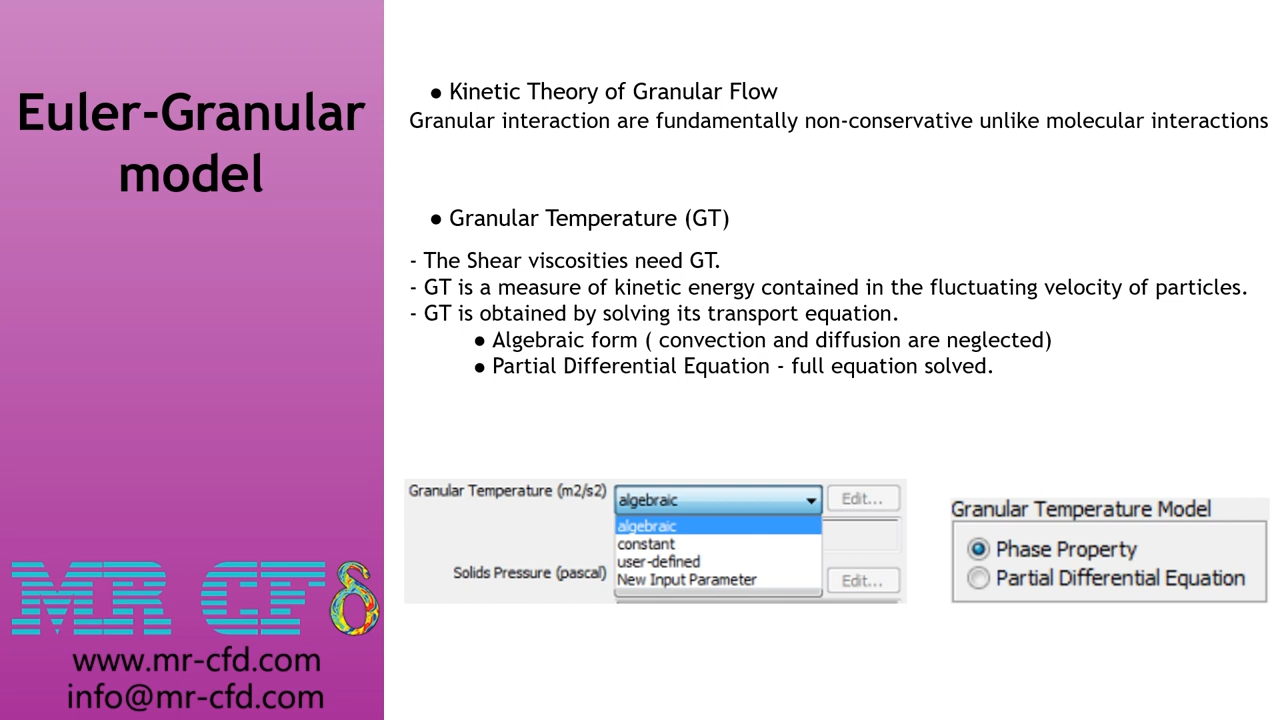 Euler-Granular
model
● Kinetic Theory of Granular Flow
Granular interaction are fundamentally non-conservative unlike molecular interactions
● Granular Temperature (GT)
- The Shear viscosities need GT.
- GT is a measure of kinetic energy contained in the fluctuating velocity of particles.
- GT is obtained by solving its transport equation.
● Algebraic form ( convection and diffusion are neglected)
● Partial Differential Equation - full equation solved.
Granular Temperature (m2/s2) algebraic Edit...
algebraic
constant
user-defined
New Input Parameter
Solids Pressure (pascal) Edit...
Granular Temperature Model
Phase Property
Partial Differential Equation
MR CFD
www.mr-cfd.com
info@mr-cfd.com